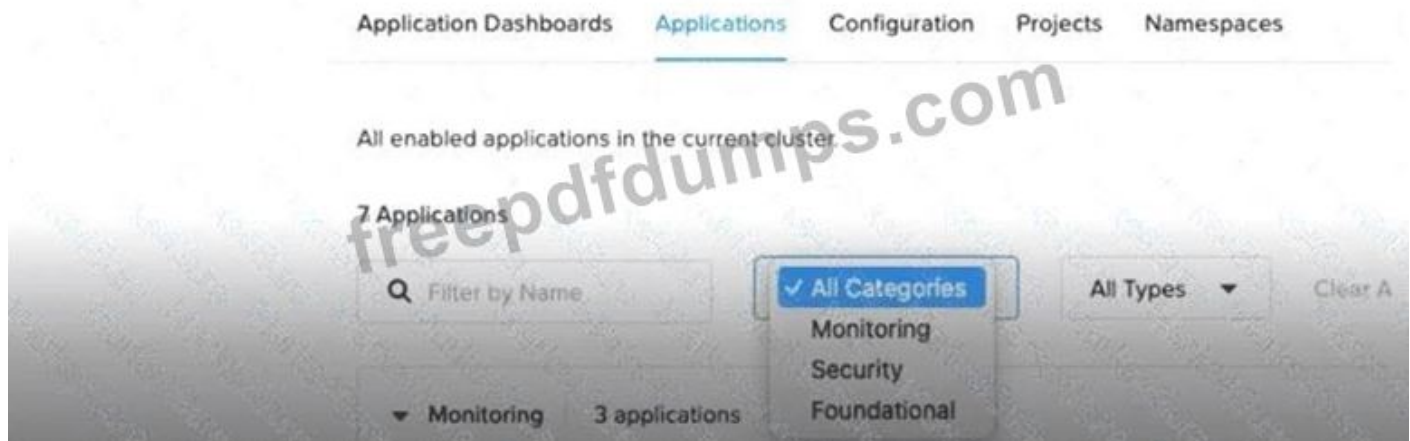 Application Dashboards Applications Configuration Projects Namespaces
All enabled applications in the current cluster.
freepdfdumps.com
7 Applications
Filter by Name
✓ All Categories
All Types
Clear A
Monitoring
Security
Foundational
Monitoring 3 applications